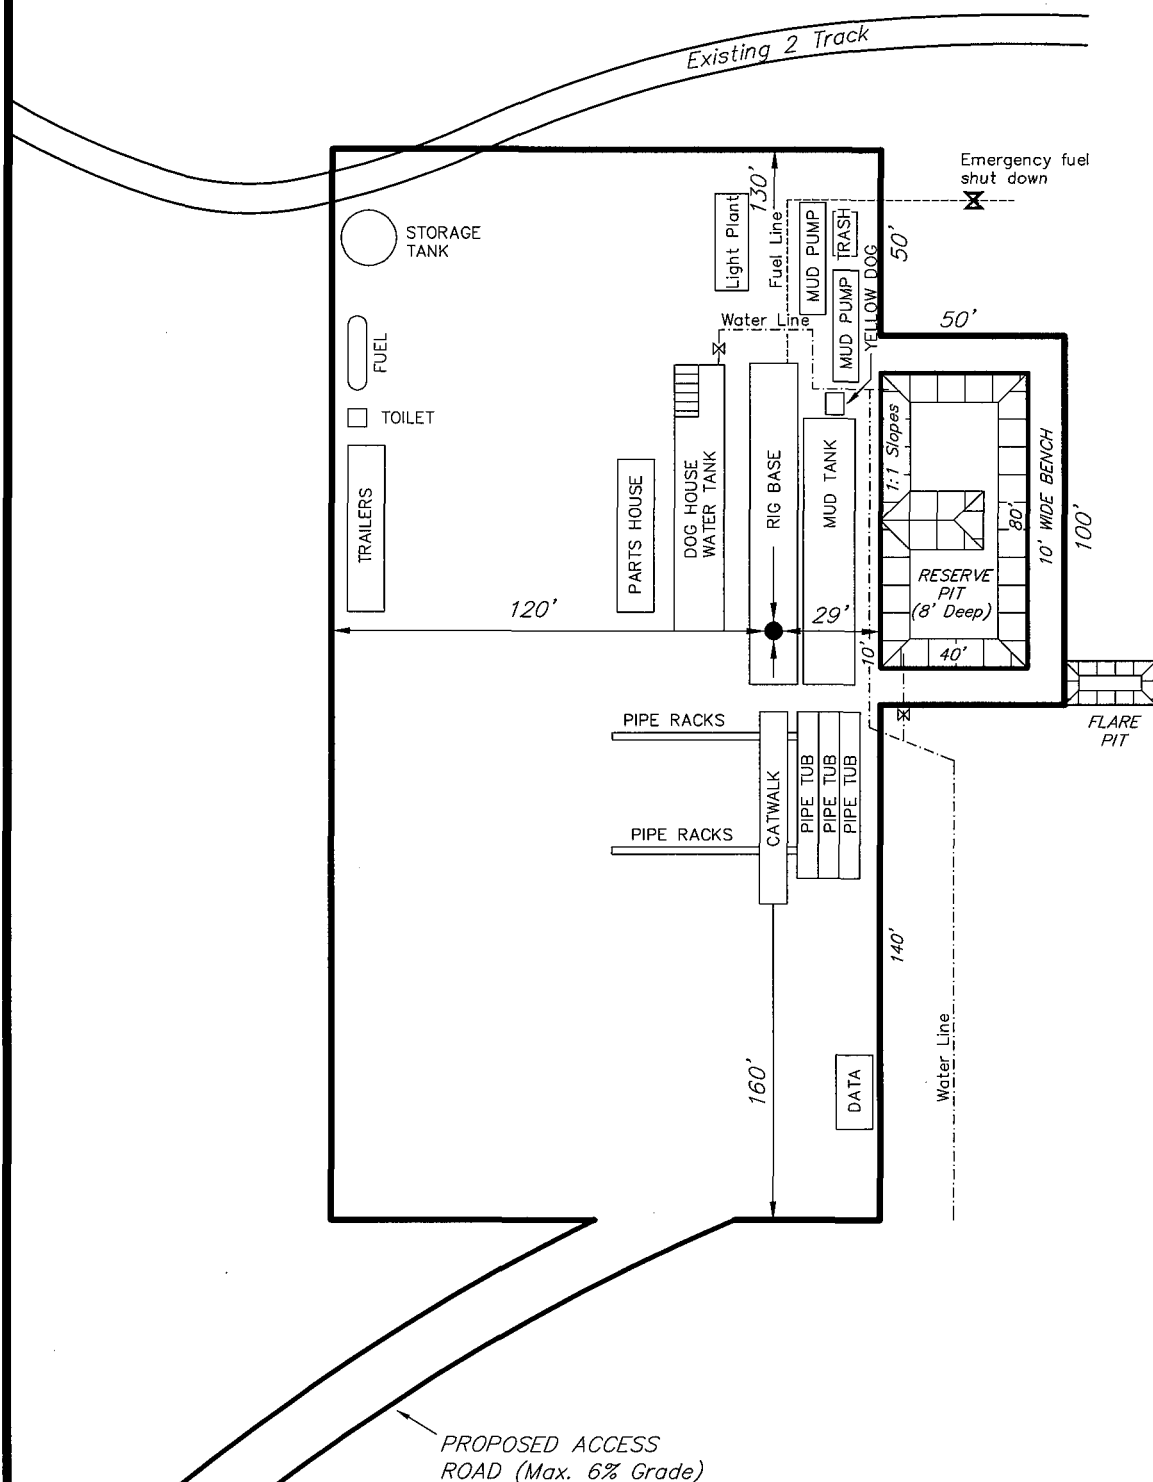 Existing 2 Track
Emergency fuel
shut down
130'
50'
STORAGE
TANK
Light Plant
Fuel Line
MUD PUMP
TRASH
MUD PUMP
YELLOW DOG
Water Line
50'
FUEL
TOILET
TRAILERS
PARTS HOUSE
DOG HOUSE
WATER TANK
RIG BASE
MUD TANK
1:1 Slopes
80'
10' WIDE BENCH
100'
RESERVE
PIT
(8' Deep)
120'
29'
10'
40'
FLARE
PIT
PIPE RACKS
CATWALK
PIPE TUB
PIPE TUB
PIPE TUB
PIPE RACKS
140'
160'
DATA
Water Line
PROPOSED ACCESS
ROAD (Max. 6% Grade)